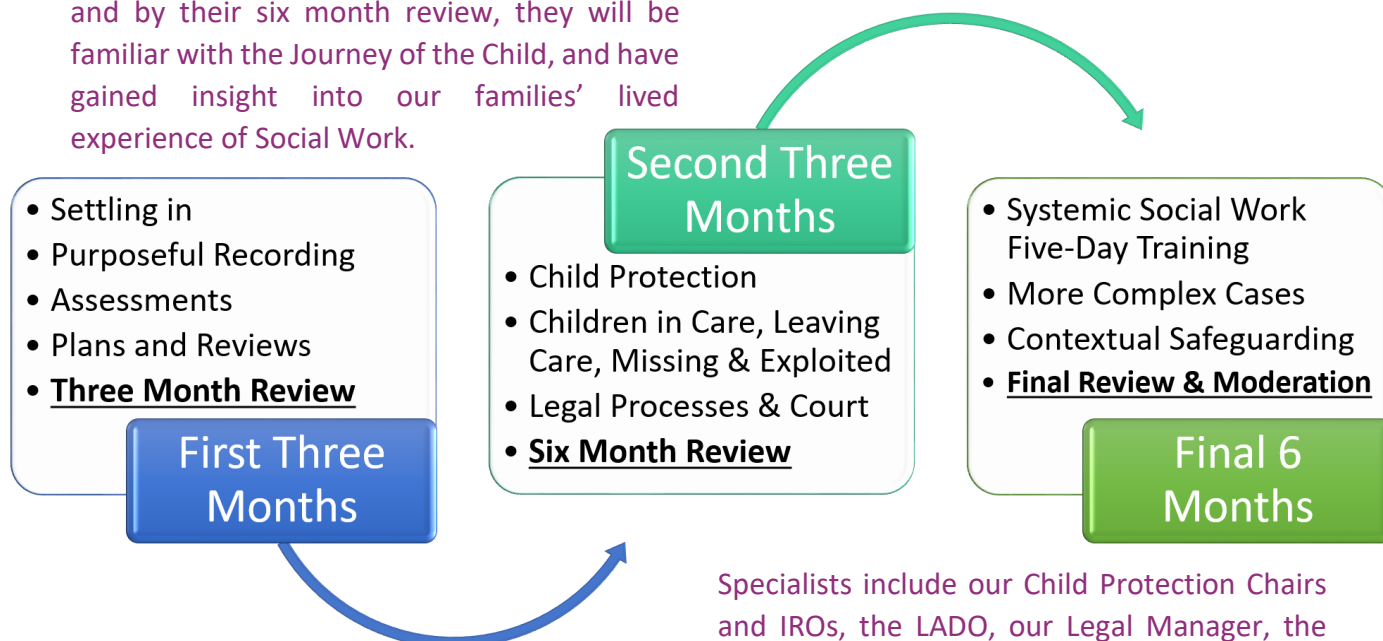 and by their six month review, they will be
familiar with the Journey of the Child, and have
gained insight into our families’ lived
experience of Social Work.
• Settling in
• Purposeful Recording
• Assessments
• Plans and Reviews
• Three Month Review
First Three
Months
Second Three
Months
• Child Protection
• Children in Care, Leaving
Care, Missing & Exploited
• Legal Processes & Court
• Six Month Review
• Systemic Social Work
Five-Day Training
• More Complex Cases
• Contextual Safeguarding
• Final Review & Moderation
Final 6
Months
Specialists include our Child Protection Chairs
and IROs, the LADO, our Legal Manager, the